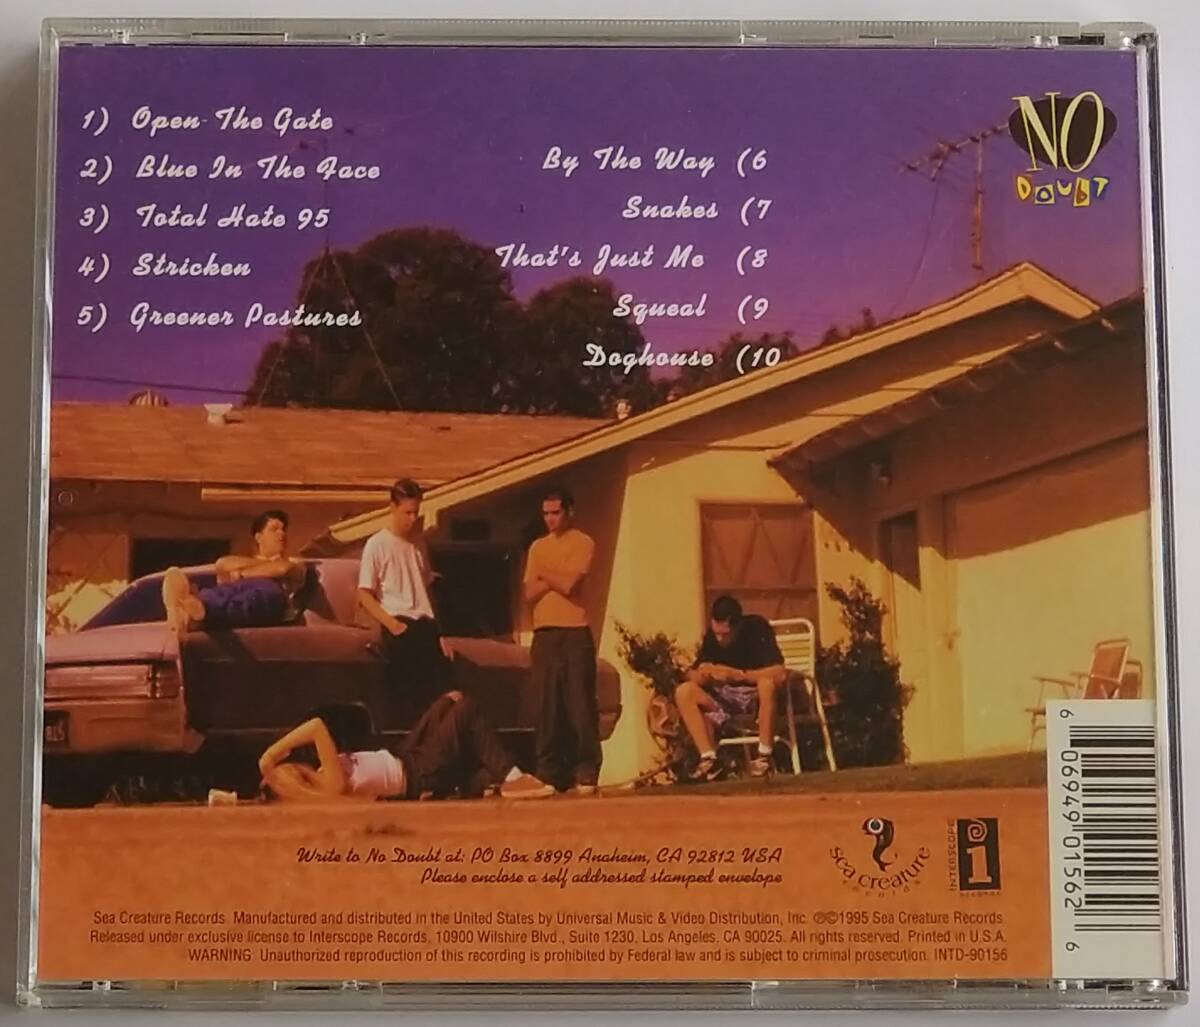 1) Open The Gate
2) Blue In The Face
3) Total Hate 95
4) Stricken
5) Greener Pastures
By The Way (6
Snakes (7
That's Just Me (8
Squeal (9
Doghouse (10
NO
DOUBT
Write to No Doubt at: PO Box 8899 Anaheim, CA 92812 USA
Please enclose a self addressed stamped envelope
sea creature
records
INTERSCOPE
i
RECORDS
Sea Creature Records. Manufactured and distributed in the United States by Universal Music & Video Distribution, Inc. ℗©1995 Sea Creature Records.
Released under exclusive license to Interscope Records, 10900 Wilshire Blvd., Suite 1230, Los Angeles, CA 90025. All rights reserved. Printed in U.S.A.
WARNING: Unauthorized reproduction of this recording is prohibited by Federal law and is subject to criminal prosecution. INTD-90156
6 06949 01562 6